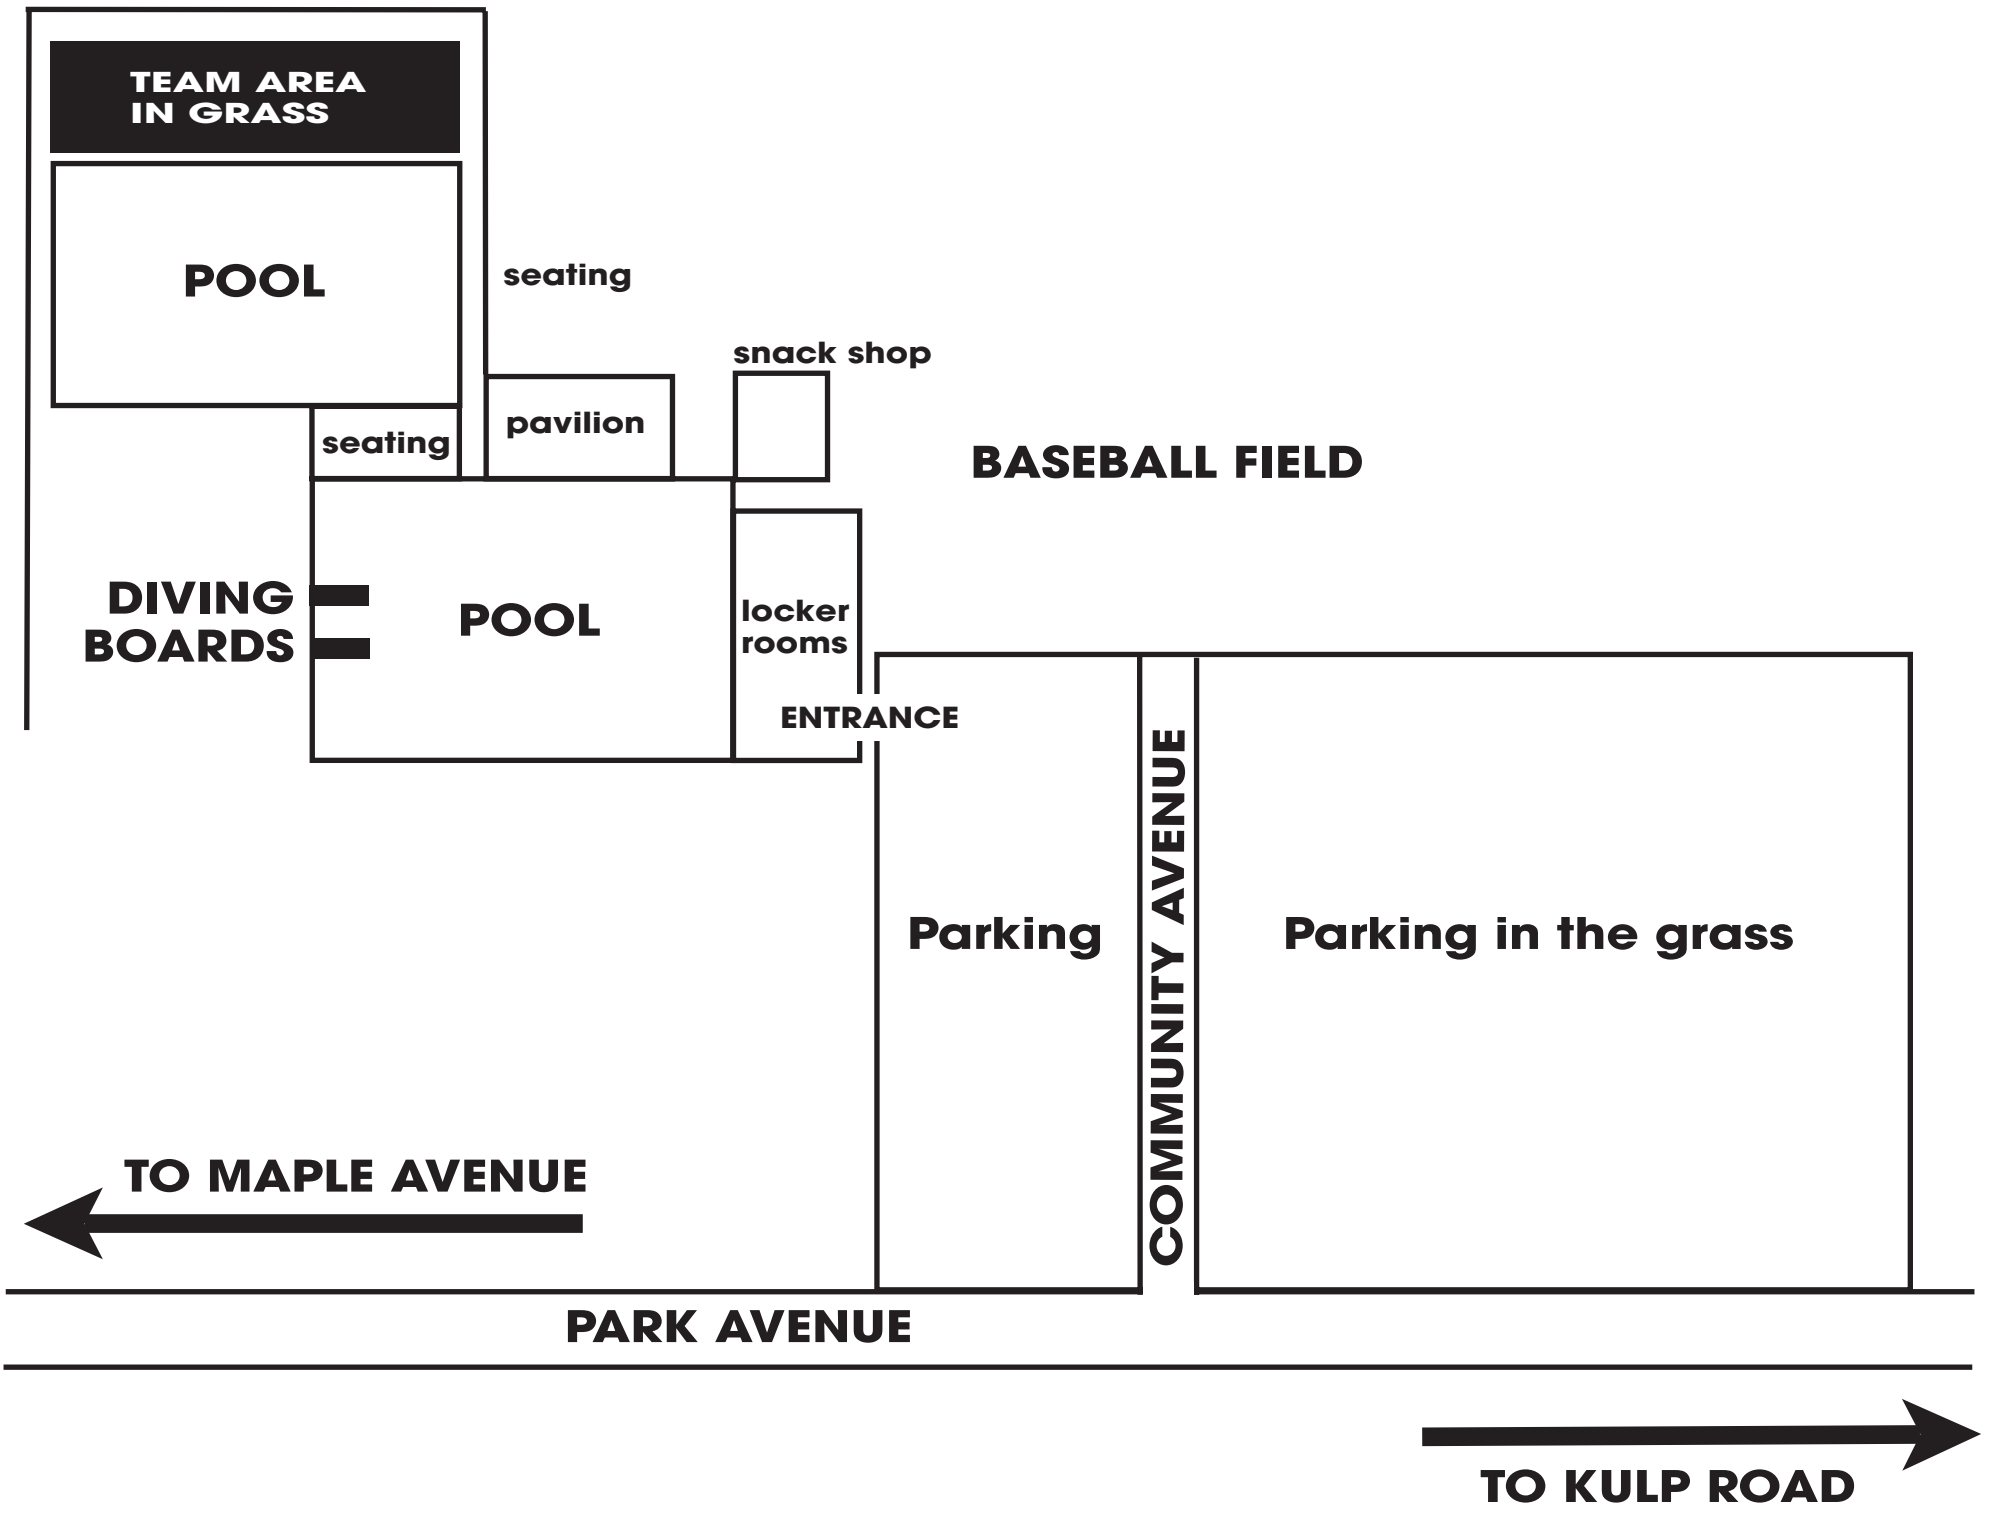 TEAM AREA
IN GRASS
POOL
seating
snack shop
pavilion
seating
BASEBALL FIELD
DIVING
BOARDS
POOL
locker
rooms
ENTRANCE
COMMUNITY AVENUE
Parking
Parking in the grass
TO MAPLE AVENUE
PARK AVENUE
TO KULP ROAD